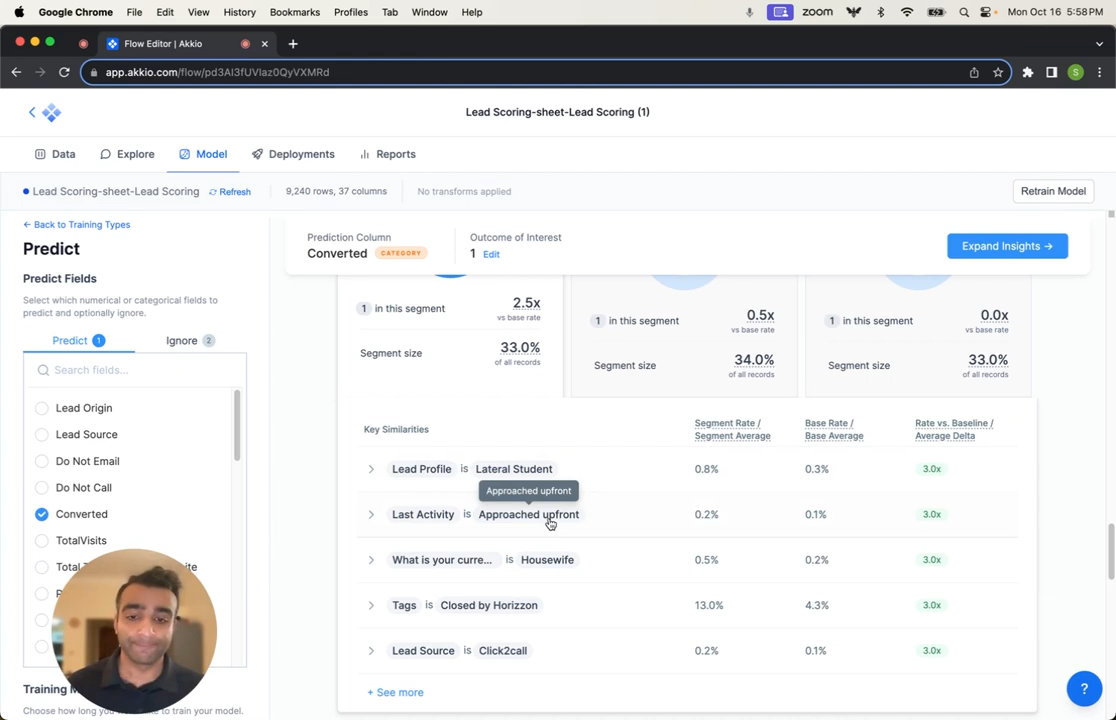 Google Chrome File Edit View History Bookmarks Profiles Tab Window Help zoom Mon Oct 16 5:58 PM
Flow Editor | Akkio
app.akkio.com/flow/pd3AI3fUVIaz0QyVXMRd
S
Lead Scoring-sheet-Lead Scoring (1)
Data Explore Model Deployments Reports
Lead Scoring-sheet-Lead Scoring Refresh 9,240 rows, 37 columns No transforms applied Retrain Model
← Back to Training Types
Predict
Predict Fields
Select which numerical or categorical fields to
predict and optionally ignore.
Predict 1 Ignore 2
Search fields...
Lead Origin
Lead Source
Do Not Email
Do Not Call
Converted
TotalVisits
Training
Choose how long to train your model.
Prediction Column Outcome of Interest
Converted CATEGORY 1 Edit
Expand Insights →
1 in this segment 2.5x
vs base rate
Segment size 33.0%
of all records
1 in this segment 0.5x
vs base rate
Segment size 34.0%
of all records
1 in this segment 0.0x
vs base rate
Segment size 33.0%
of all records
Key Similarities Segment Rate / Segment Average Base Rate / Base Average Rate vs. Baseline / Average Delta
Lead Profile is Lateral Student 0.8% 0.3% 3.0x
Approached upfront
Last Activity is Approached upfront 0.2% 0.1% 3.0x
What is your curre... is Housewife 0.5% 0.2% 3.0x
Tags is Closed by Horizzon 13.0% 4.3% 3.0x
Lead Source is Click2call 0.2% 0.1% 3.0x
+ See more
?